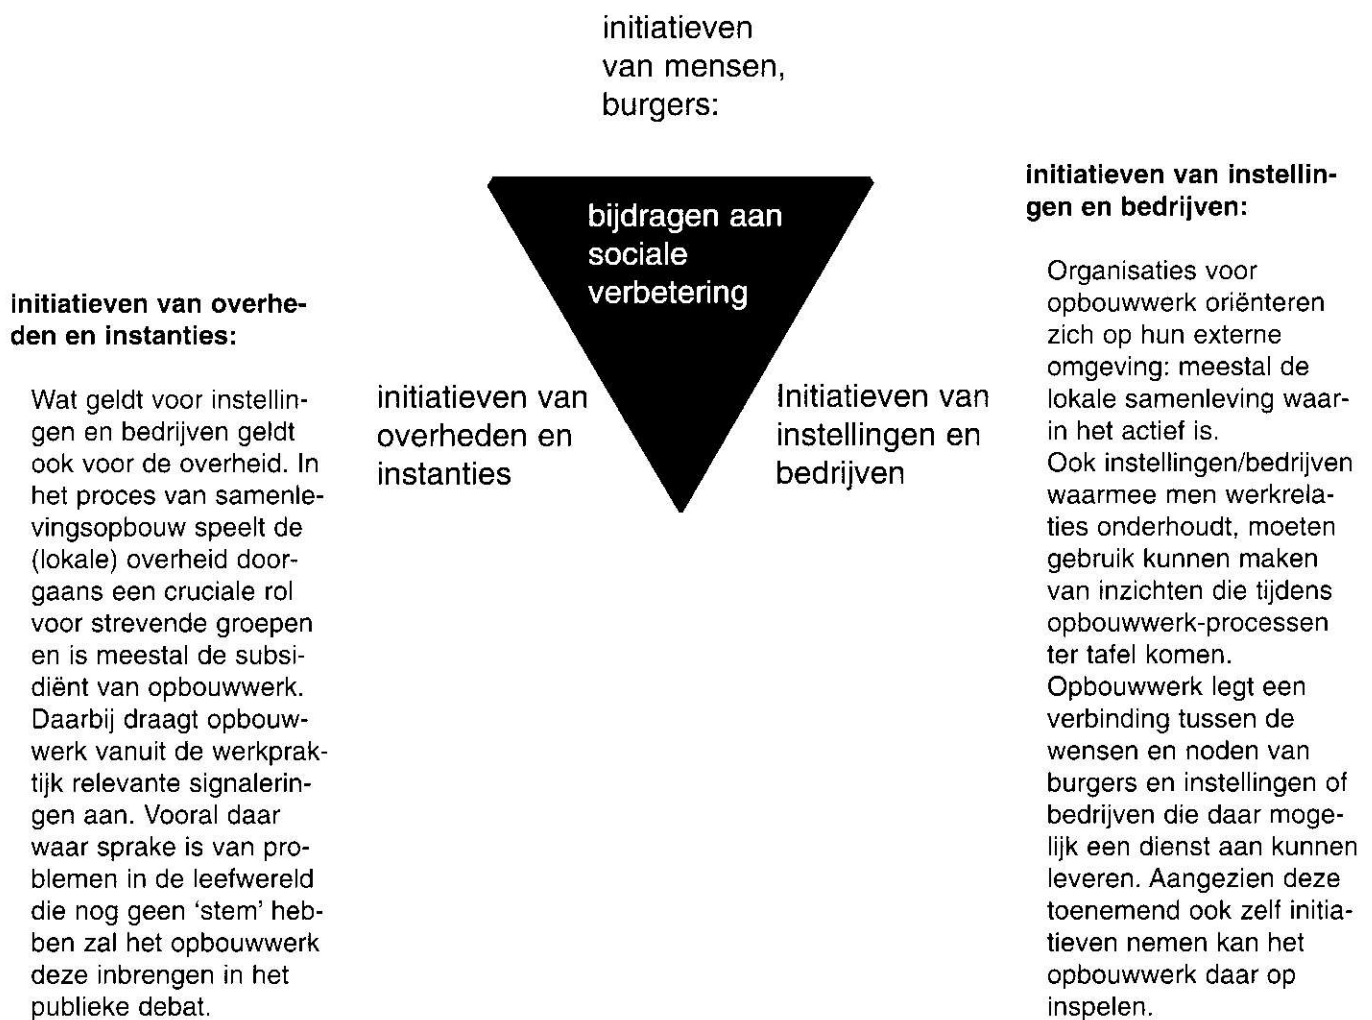 initiatieven
van mensen,
burgers:
bijdragen aan
sociale
verbetering
initiatieven van
overheden en
instanties
Initiatieven van
instellingen en
bedrijven
initiatieven van overhe-
den en instanties:
Wat geldt voor instellin-
gen en bedrijven geldt
ook voor de overheid. In
het proces van samenle-
vingsopbouw speelt de
(lokale) overheid door-
gaans een cruciale rol
voor strevende groepen
en is meestal de subsi-
diënt van opbouwwerk.
Daarbij draagt opbouw-
werk vanuit de werkprak-
tijk relevante signalerin-
gen aan. Vooral daar
waar sprake is van pro-
blemen in de leefwereld
die nog geen ‘stem’ heb-
ben zal het opbouwwerk
deze inbrengen in het
publieke debat.
initiatieven van instellin-
gen en bedrijven:
Organisaties voor
opbouwwerk oriënteren
zich op hun externe
omgeving: meestal de
lokale samenleving waar-
in het actief is.
Ook instellingen/bedrijven
waarmee men werkrela-
ties onderhoudt, moeten
gebruik kunnen maken
van inzichten die tijdens
opbouwwerk-processen
ter tafel komen.
Opbouwwerk legt een
verbinding tussen de
wensen en noden van
burgers en instellingen of
bedrijven die daar moge-
lijk een dienst aan kunnen
leveren. Aangezien deze
toenemend ook zelf initia-
tieven nemen kan het
opbouwwerk daar op
inspelen.